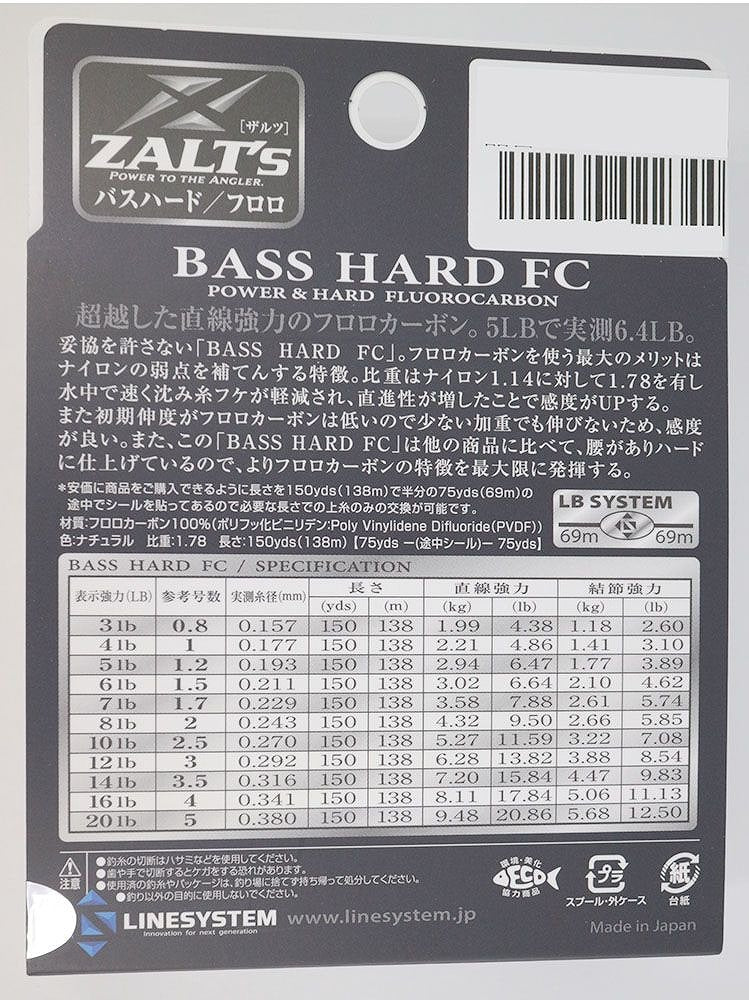 [ザルツ]
ZALT's
POWER TO THE ANGLER.
バスハード/フロロ
BASS HARD FC
POWER & HARD FLUOROCARBON
超越した直線強力のフロロカーボン。5LBで実測6.4LB。
妥協を許さない「BASS HARD FC」。フロロカーボンを使う最大のメリットは
ナイロンの弱点を補てんする特徴。比重はナイロン1.14に対して1.78を有し
水中で速く沈み糸フケが軽減され、直進性が増したことで感度がUPする。
また初期伸度がフロロカーボンは低いので少ない加重でも伸びないため、感度
が良い。また、この「BASS HARD FC」は他の商品に比べて、腰がありハード
に仕上げているので、よりフロロカーボンの特徴を最大限に発揮する。
*安価に商品をご購入できるように長さを150yds(138m)で半分の75yds(69m)の
途中でシールを貼ってあるので必要な長さでの上糸のみの交換が可能です。
材質:フロロカーボン100%(ポリフッ化ビニリデン:Poly Vinylidene Difluoride(PVDF))
色:ナチュラル 比重:1.78 長さ:150yds(138m)【75yds −(途中シール)− 75yds】
LB SYSTEM
69m 69m
BASS HARD FC / SPECIFICATION
表示強力(LB) 参考号数 実測糸径(mm) 長さ 直線強力 結節強力
(yds) (m) (kg) (lb) (kg) (lb)
3lb 0.8 0.157 150 138 1.99 4.38 1.18 2.60
4lb 1 0.177 150 138 2.21 4.86 1.41 3.10
5lb 1.2 0.193 150 138 2.94 6.47 1.77 3.89
6lb 1.5 0.211 150 138 3.02 6.64 2.10 4.62
7lb 1.7 0.229 150 138 3.58 7.88 2.61 5.74
8lb 2 0.243 150 138 4.32 9.50 2.66 5.85
10lb 2.5 0.270 150 138 5.27 11.59 3.22 7.08
12lb 3 0.292 150 138 6.28 13.82 3.88 8.54
14lb 3.5 0.316 150 138 7.20 15.84 4.47 9.83
16lb 4 0.341 150 138 8.11 17.84 5.06 11.13
20lb 5 0.380 150 138 9.48 20.86 5.68 12.50
注意
●釣糸の切断はハサミなどを使用してください。
●歯や手で切断するとケガをする恐れがあります。
●使用済の釣糸やパッケージは、釣り場に捨てず持ち帰って処分してください。
●釣り以外の目的に使用しないでください。
環境・美化
ECO
協力商品
プラ
スプール・外ケース
紙
台紙
LINESYSTEM
Innovation for next generation
www.linesystem.jp
Made in Japan